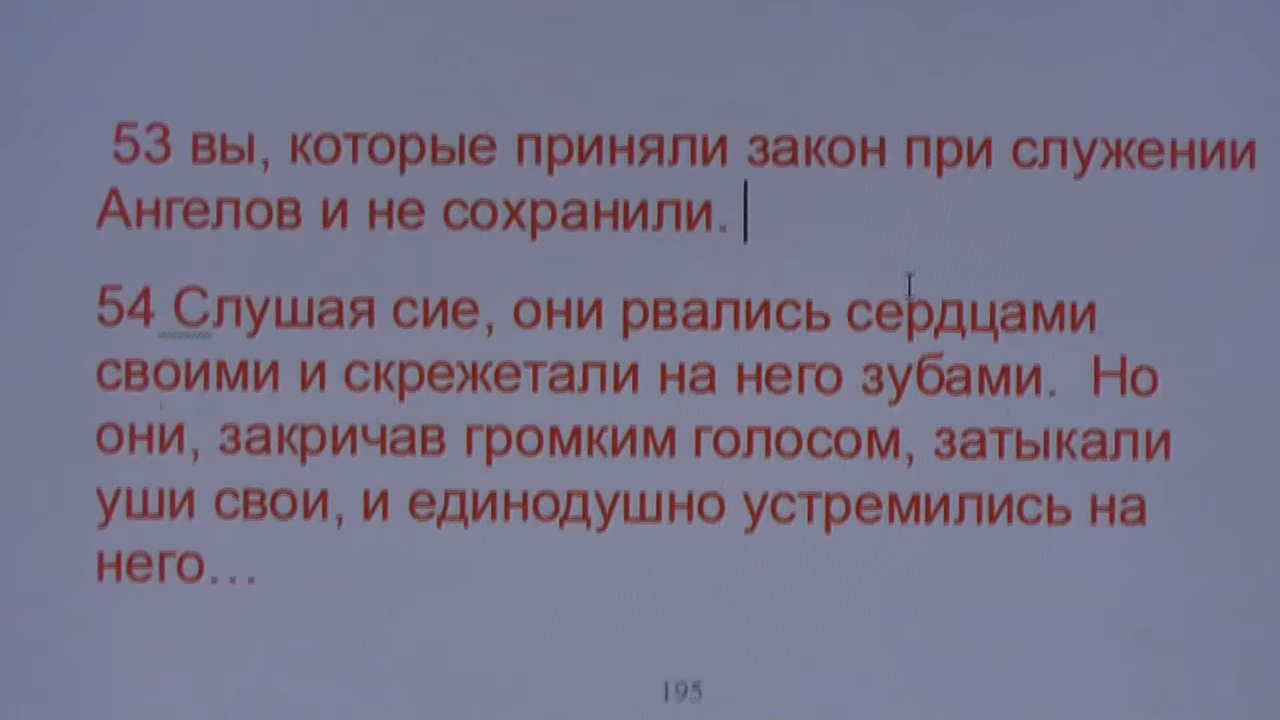 53 вы, которые приняли закон при служении
Ангелов и не сохранили.
54 Слушая сие, они рвались сердцами
своими и скрежетали на него зубами. Но
они, закричав громким голосом, затыкали
уши свои, и единодушно устремились на
него...
195